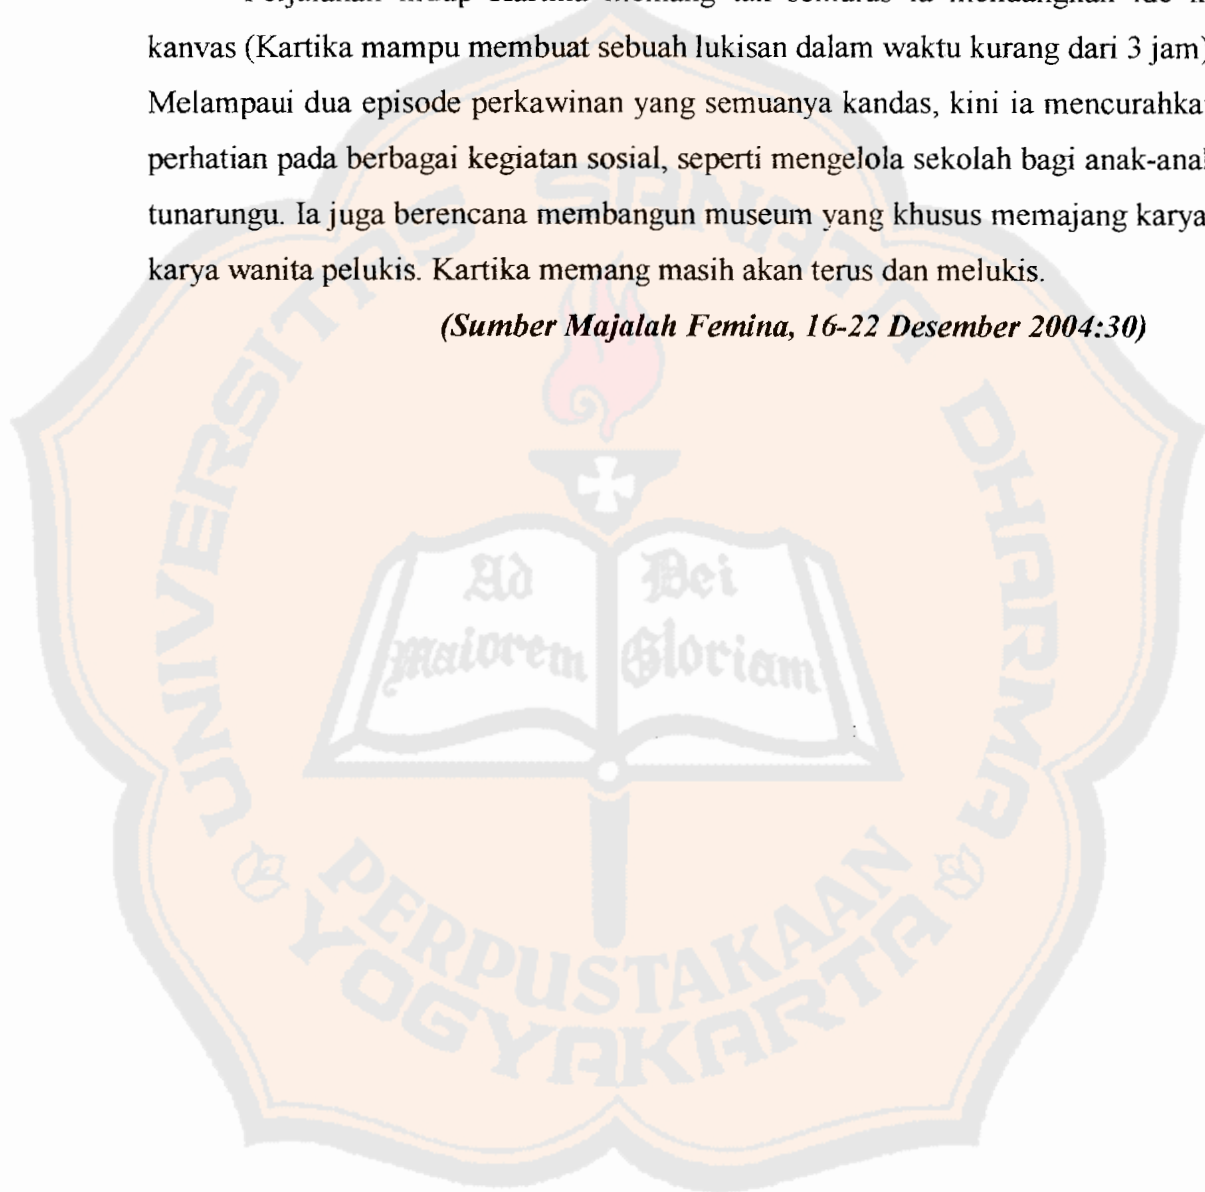 kanvas (Kartika mampu membuat sebuah lukisan dalam waktu kurang dari 3 jam)
Melampaui dua episode perkawinan yang semuanya kandas, kini ia mencurahka
perhatian pada berbagai kegiatan sosial, seperti mengelola sekolah bagi anak-anal
tunarungu. Ia juga berencana membangun museum yang khusus memajang karya
karya wanita pelukis. Kartika memang masih akan terus dan melukis.
(Sumber Majalah Femina, 16-22 Desember 2004:30)
UNIVERSITAS SANATA DHARMA
Ad Dei
maiorem Gloriam
PERPUSTAKAAN
YOGYAKARTA